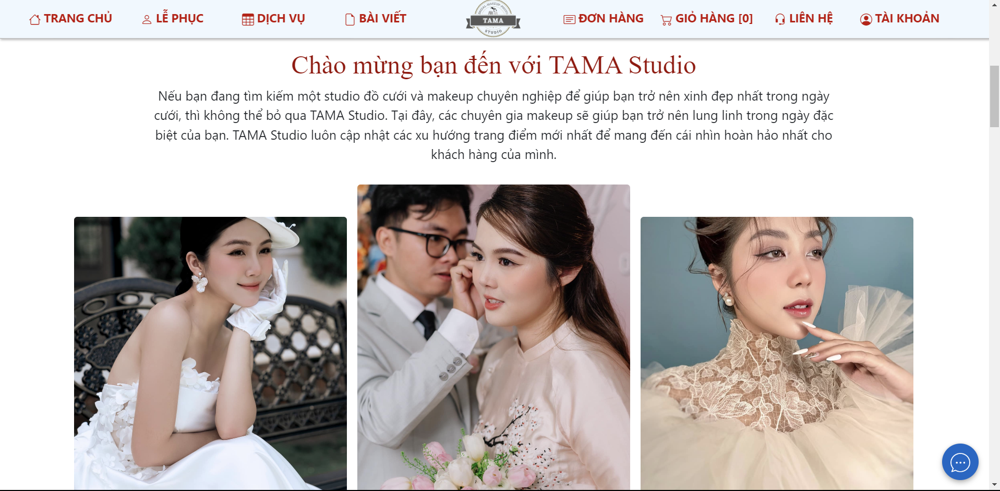 TRANG CHỦ
LỄ PHỤC
DỊCH VỤ
BÀI VIẾT
BRIDAL-MAKEUP-PHOTO
TAMA
STUDIO
ĐƠN HÀNG
GIỎ HÀNG [0]
LIÊN HỆ
TÀI KHOẢN
Chào mừng bạn đến với TAMA Studio
Nếu bạn đang tìm kiếm một studio đồ cưới và makeup chuyên nghiệp để giúp bạn trở nên xinh đẹp nhất trong ngày
cưới, thì không thể bỏ qua TAMA Studio. Tại đây, các chuyên gia makeup sẽ giúp bạn trở nên lung linh trong ngày đặc
biệt của bạn. TAMA Studio luôn cập nhật các xu hướng trang điểm mới nhất để mang đến cái nhìn hoàn hảo nhất cho
khách hàng của mình.